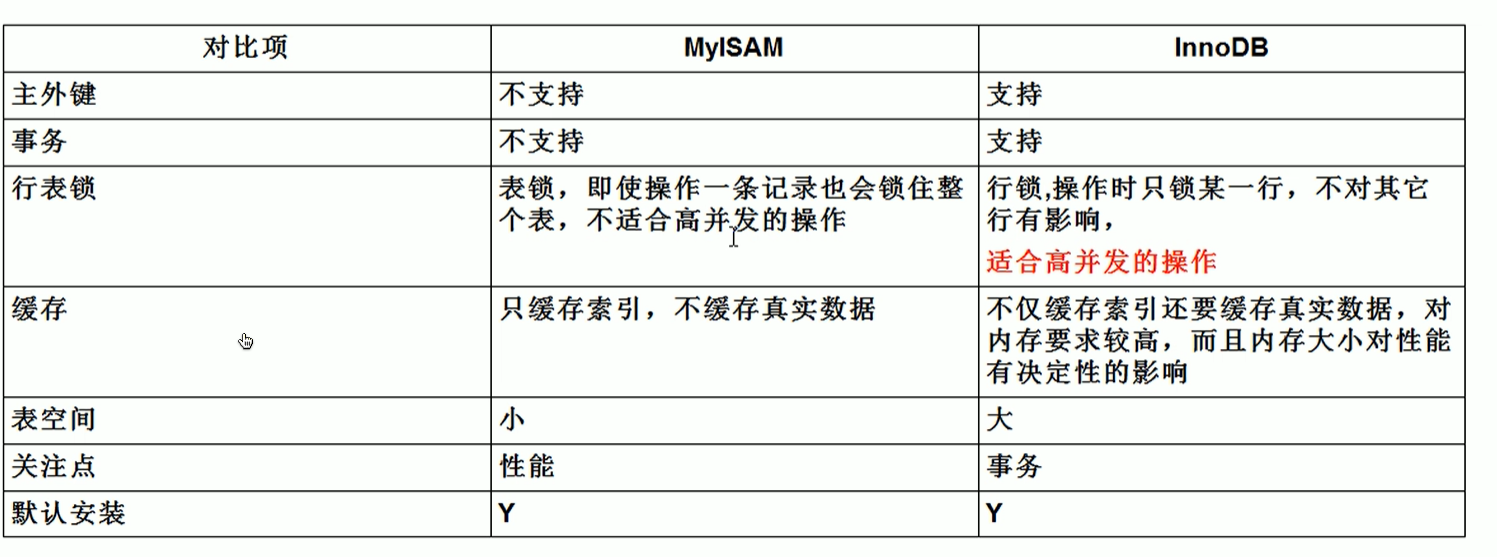 对比项 MyISAM InnoDB
主外键 不支持 支持
事务 不支持 支持
行表锁 表锁，即使操作一条记录也会锁住整 行锁,操作时只锁某一行，不对其它
个表，不适合高并发的操作 行有影响，
适合高并发的操作
缓存 只缓存索引，不缓存真实数据 不仅缓存索引还要缓存真实数据，对
内存要求较高，而且内存大小对性能
有决定性的影响
表空间 小 大
关注点 性能 事务
默认安装 Y Y